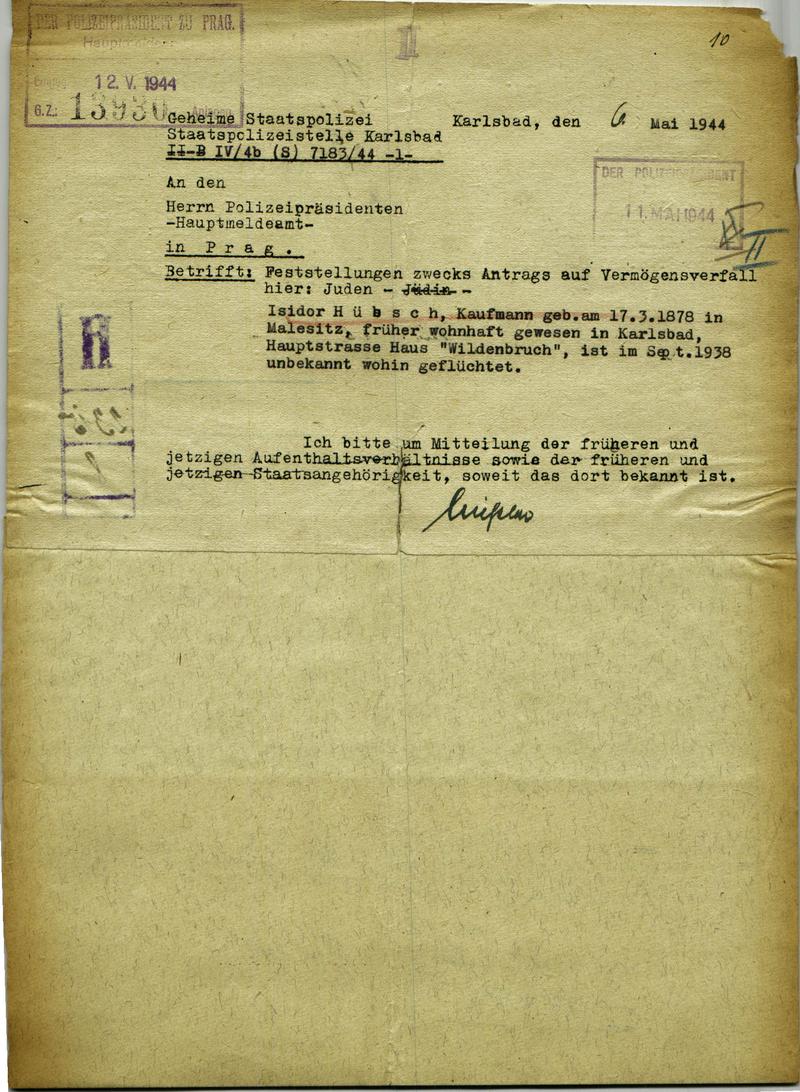 10
DER POLIZEIPRÄSIDENT ZU PRAG.
12. V. 1944
G.Z.: 13930
Geheime Staatspolizei
Staatspolizeistelle Karlsbad
II-B IV/4b (S) 7183/44 -1-
Karlsbad, den 6 Mai 1944
An den
Herrn Polizeipräsidenten
-Hauptmeldeamt-
in P r a g .
DER POLIZEIPRÄSIDENT
11. MAI 1944
II
Betrifft: Feststellungen zwecks Antrags auf Vermögensverfall
hier: Juden - Jüdin - -
Isidor H ü b s c h, Kaufmann geb.am 17.3.1878 in
Malesitz, früher wohnhaft gewesen in Karlsbad,
Hauptstrasse Haus "Wildenbruch", ist im Sept.1938
unbekannt wohin geflüchtet.
Ich bitte um Mitteilung der früheren und
jetzigen Aufenthaltsverhältnisse sowie der früheren und
jetzigen Staatsangehörigkeit, soweit das dort bekannt ist.